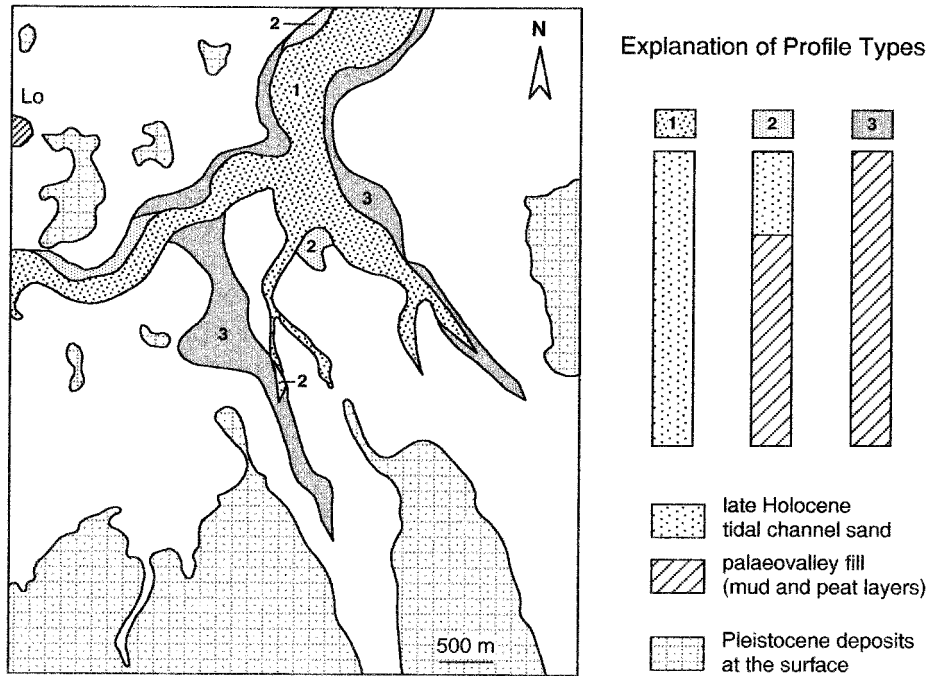 2
N
1
Lo
3
2
3
2
500 m
Explanation of Profile Types
1 2 3
late Holocene
tidal channel sand
palaeovalley fill
(mud and peat layers)
Pleistocene deposits
at the surface